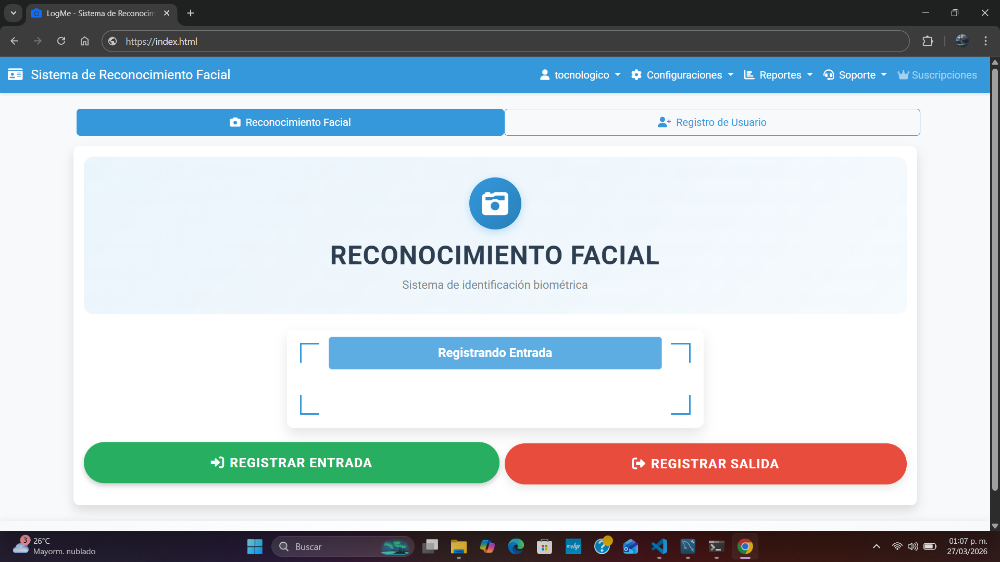 LogMe - Sistema de Reconocim
https://index.html
Sistema de Reconocimiento Facial
tocnologico
Configuraciones
Reportes
Soporte
Suscripciones
Reconocimiento Facial
Registro de Usuario
RECONOCIMIENTO FACIAL
Sistema de identificación biométrica
Registrando Entrada
REGISTRAR ENTRADA
REGISTRAR SALIDA
3
26°C
Mayorm. nublado
Buscar
myhp
01:07 p. m.
27/03/2026